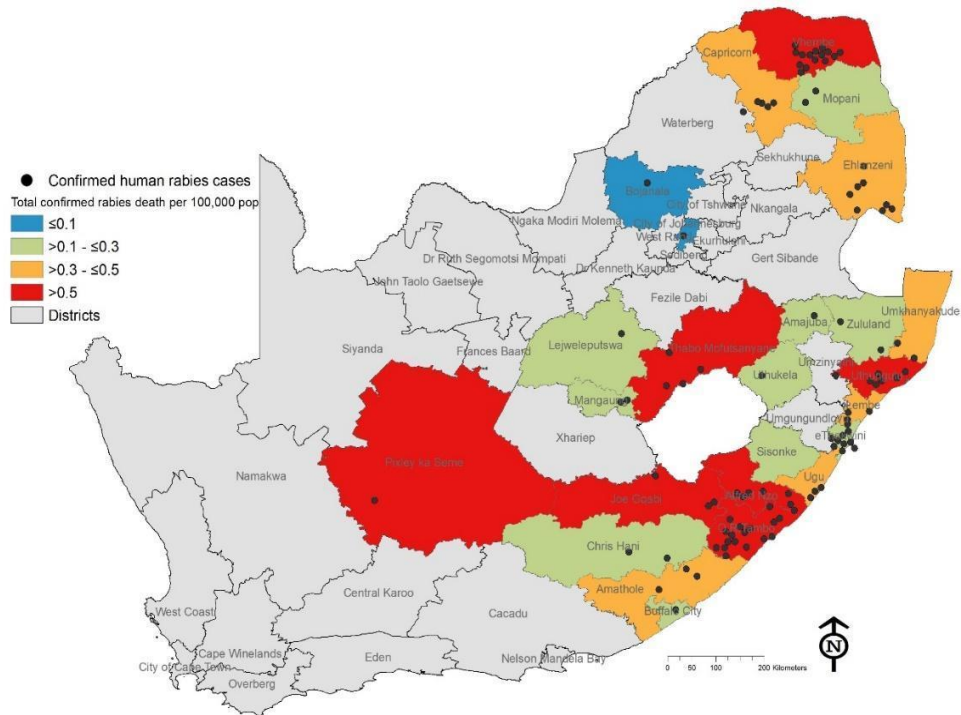 Confirmed human rabies cases
Total confirmed rabies death per 100,000 pop
≤0.1
>0.1 - ≤0.3
>0.3 - ≤0.5
>0.5
Districts
Vhembe
Capricorn
Mopani
Waterberg
Sekhukhune
Ehlanzeni
Bojanala
City of Tshwane
Nkangala
Ngaka Modiri Moleman
City of Johannesburg
West Rand
Ekurhuleni
Sedibeng
Gert Sibande
Dr Ruth Segomotsi Mompati
Dr Kenneth Kaunda
John Taolo Gaetsewe
Fezile Dabi
Umkhanyakude
Amajuba
Zululand
Siyanda
Frances Baard
Lejweleputswa
Thabo Mofutsanyane
Umzinyathi
Uthungulu
Uthukela
Mangaung
iLembe
Umgungundlovu
eThekwini
Xhariep
Sisonke
Namakwa
Pixley ka Seme
Ugu
Joe Gqabi
Alfred Nzo
O.R.Tambo
Chris Hani
Central Karoo
Amathole
Buffalo City
West Coast
Cacadu
Cape Winelands
City of Cape Town
Eden
Nelson Mandela Bay
Overberg
0 50 100 200 Kilometers
N